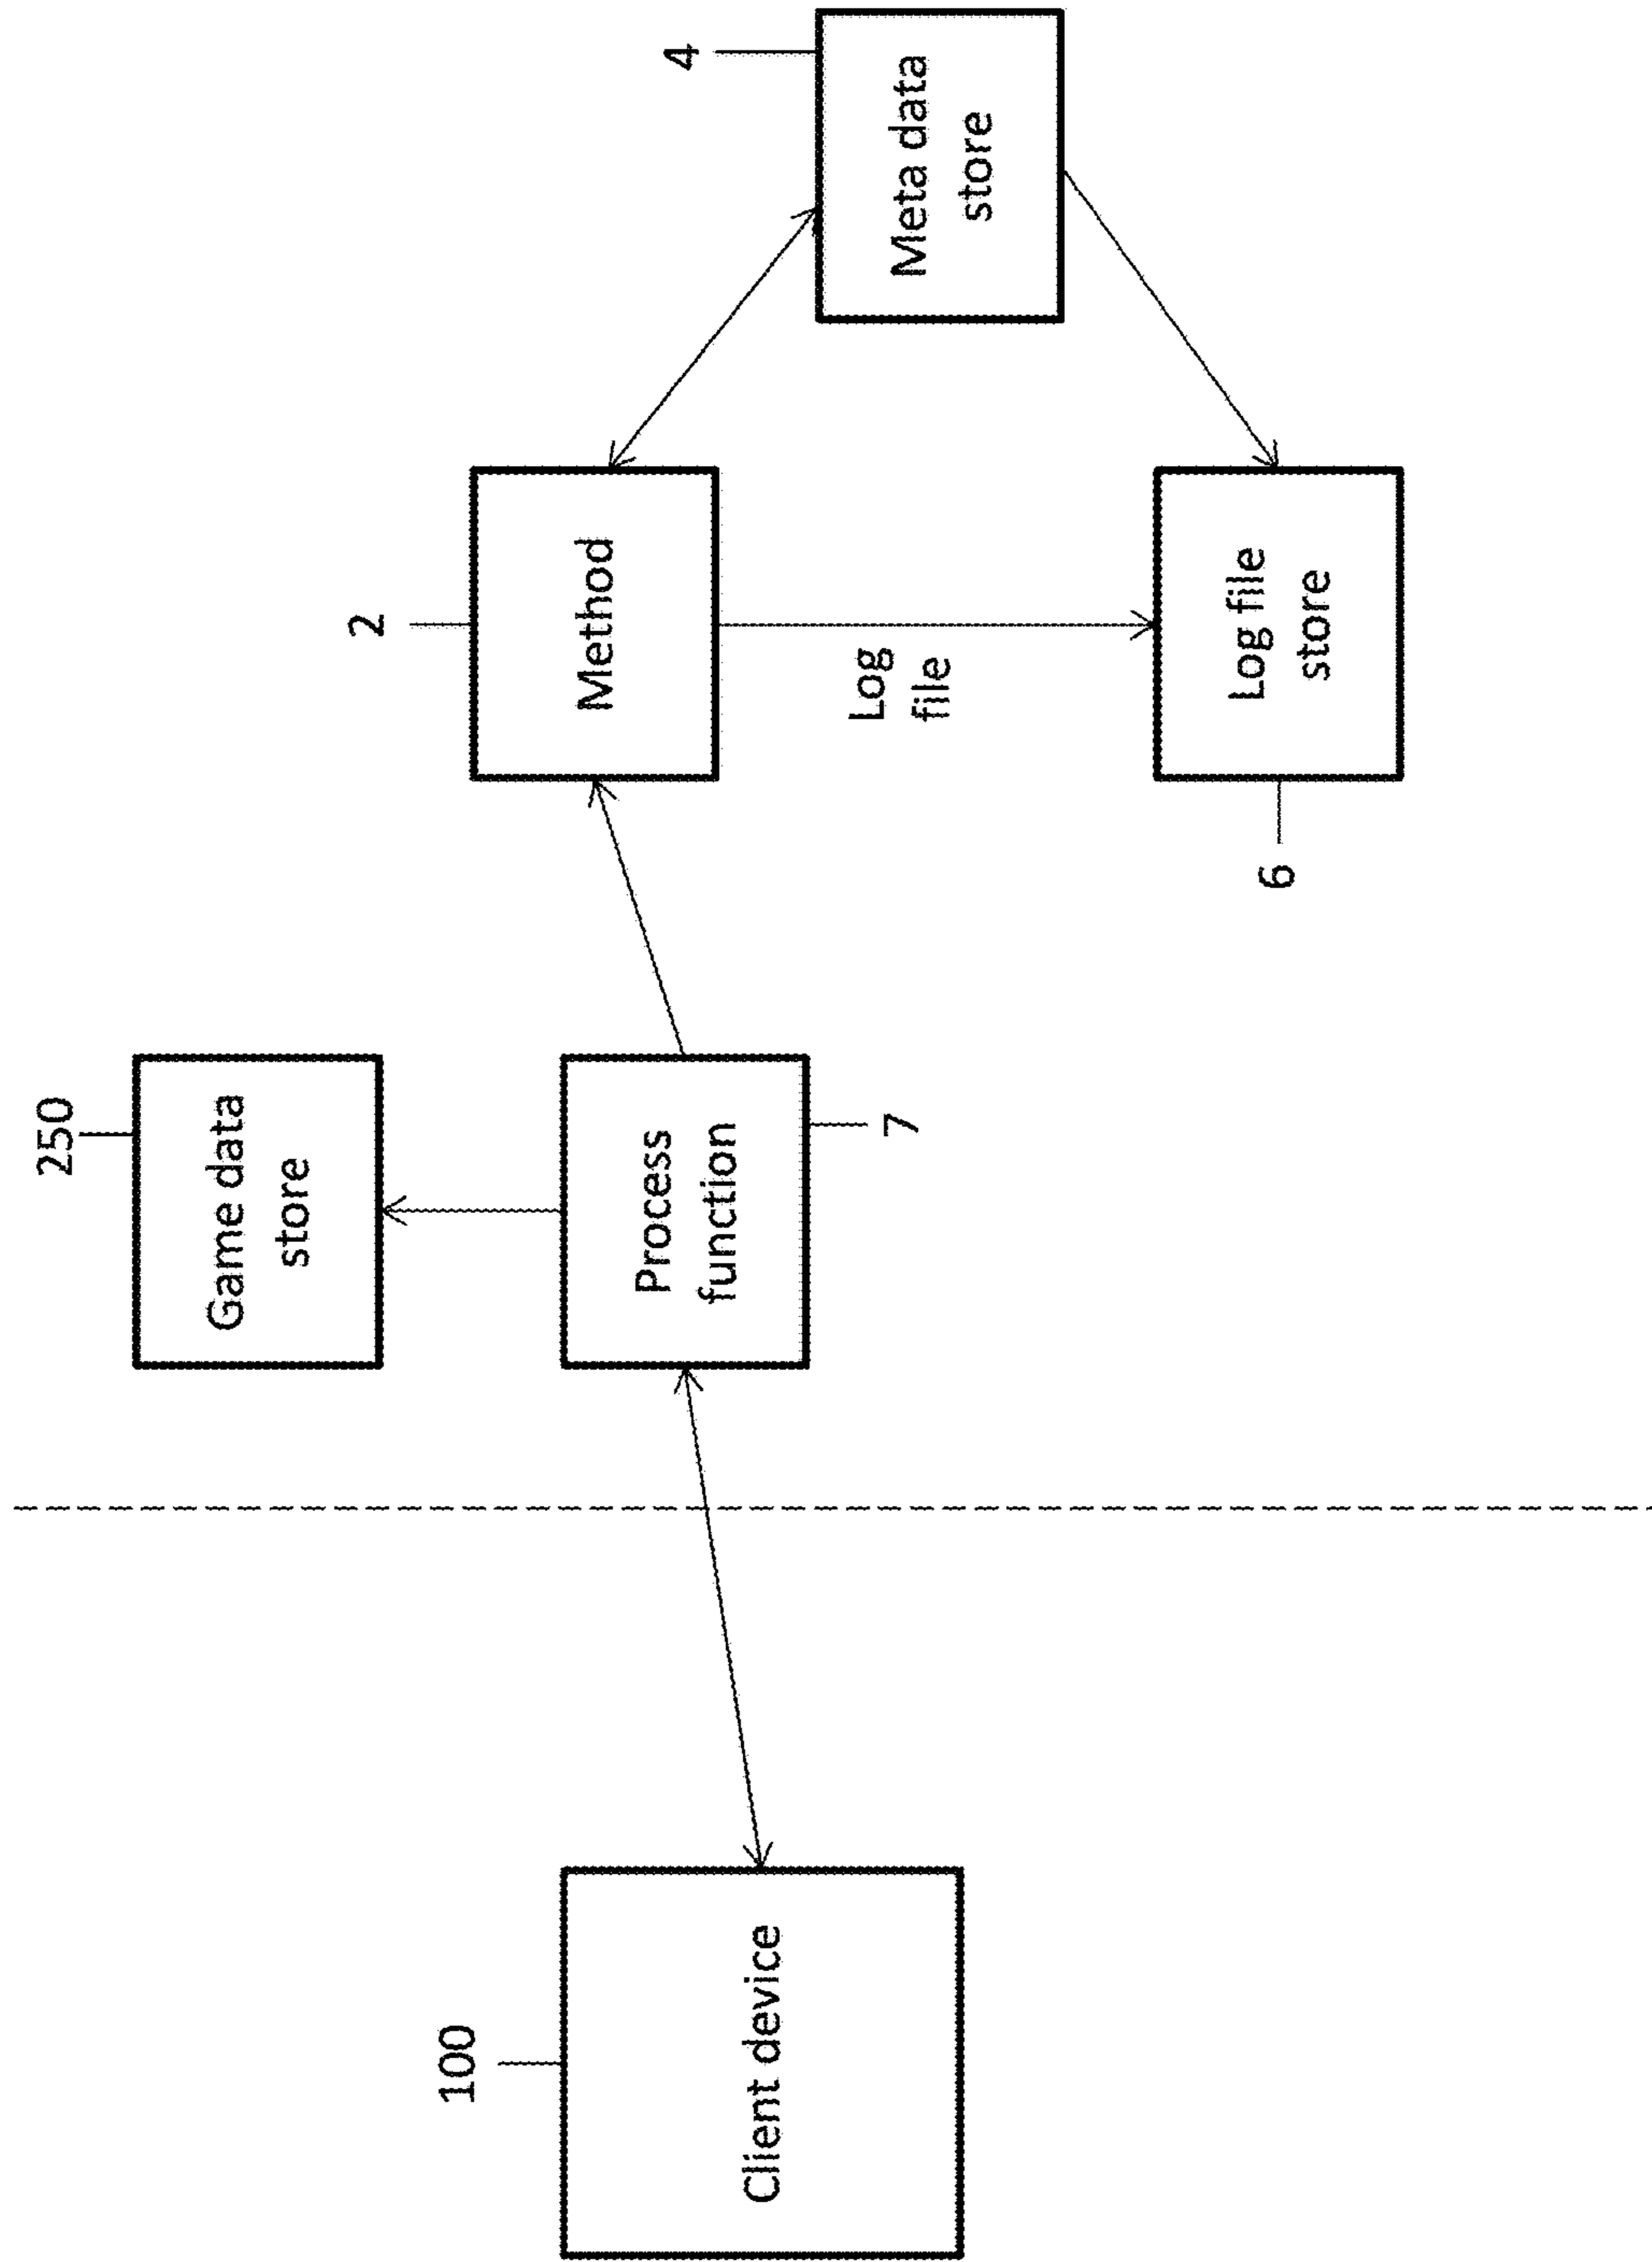 100
Client device
250
Game data
store
Process
function
7
2
Method
Log
file
6
Log file
store
4
Meta data
store